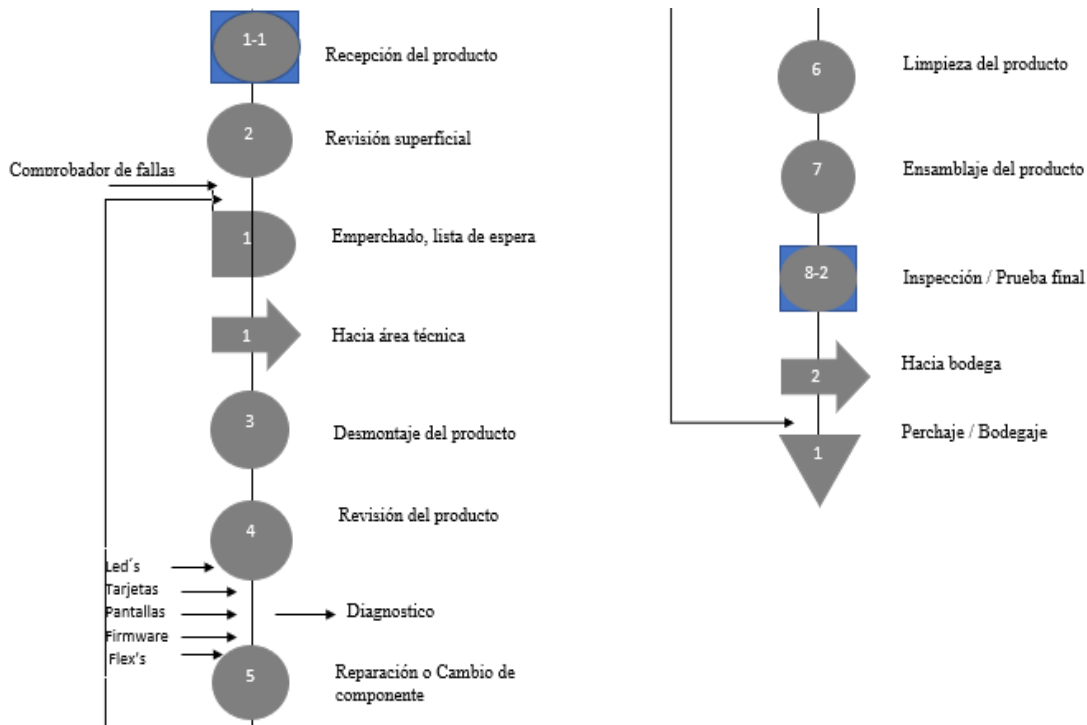 1-1
Recepción del producto
2
Revisión superficial
Comprobador de fallas
1
Emperchado, lista de espera
1
Hacia área técnica
3
Desmontaje del producto
4
Revisión del producto
Led´s
Tarjetas
Pantallas
Firmware
Flex's
Diagnostico
5
Reparación o Cambio de
componente
6
Limpieza del producto
7
Ensamblaje del producto
8-2
Inspección / Prueba final
2
Hacia bodega
1
Perchaje / Bodegaje